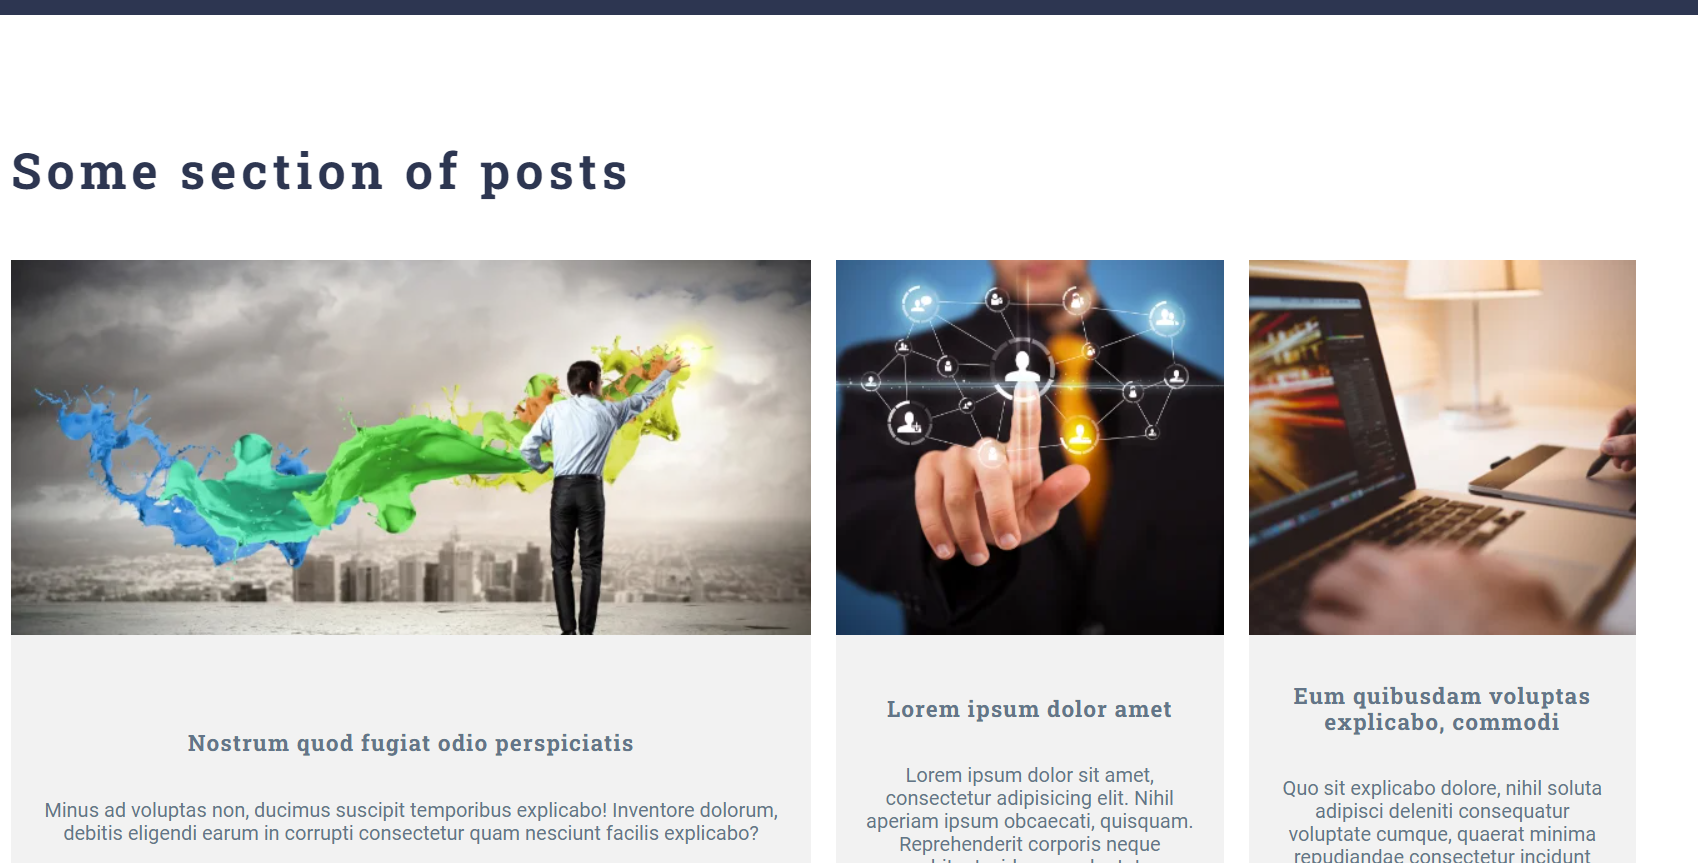 Some section of posts
Nostrum quod fugiat odio perspiciatis
Minus ad voluptas non, ducimus suscipit temporibus explicabo! Inventore dolorum,
debitis eligendi earum in corrupti consectetur quam nesciunt facilis explicabo?
Lorem ipsum dolor amet
Lorem ipsum dolor sit amet,
consectetur adipisicing elit. Nihil
aperiam ipsum obcaecati, quisquam.
Reprehenderit corporis neque
Eum quibusdam voluptas
explicabo, commodi
Quo sit explicabo dolore, nihil soluta
adipisci deleniti consequatur
voluptate cumque, quaerat minima
repudiandae consectetur incidunt